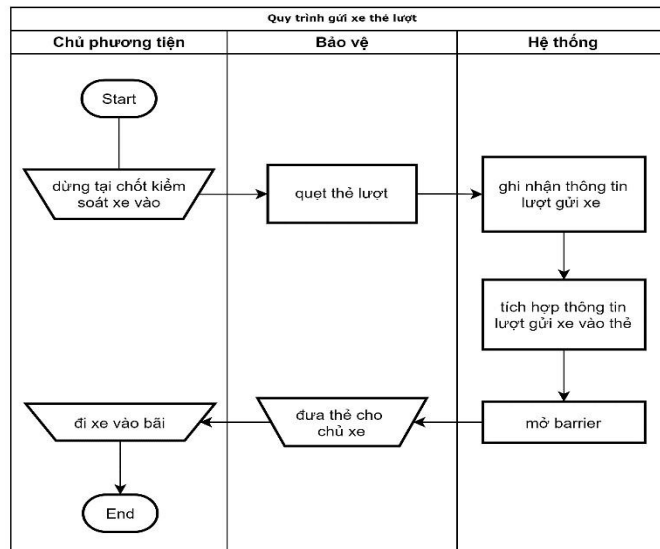 Quy trình gửi xe thẻ lượt
Chủ phương tiện
Bảo vệ
Hệ thống
Start
dừng tại chốt kiểm
soát xe vào
quẹt thẻ lượt
ghi nhận thông tin
lượt gửi xe
tích hợp thông tin
lượt gửi xe vào thẻ
mở barrier
đưa thẻ cho
chủ xe
đi xe vào bãi
End